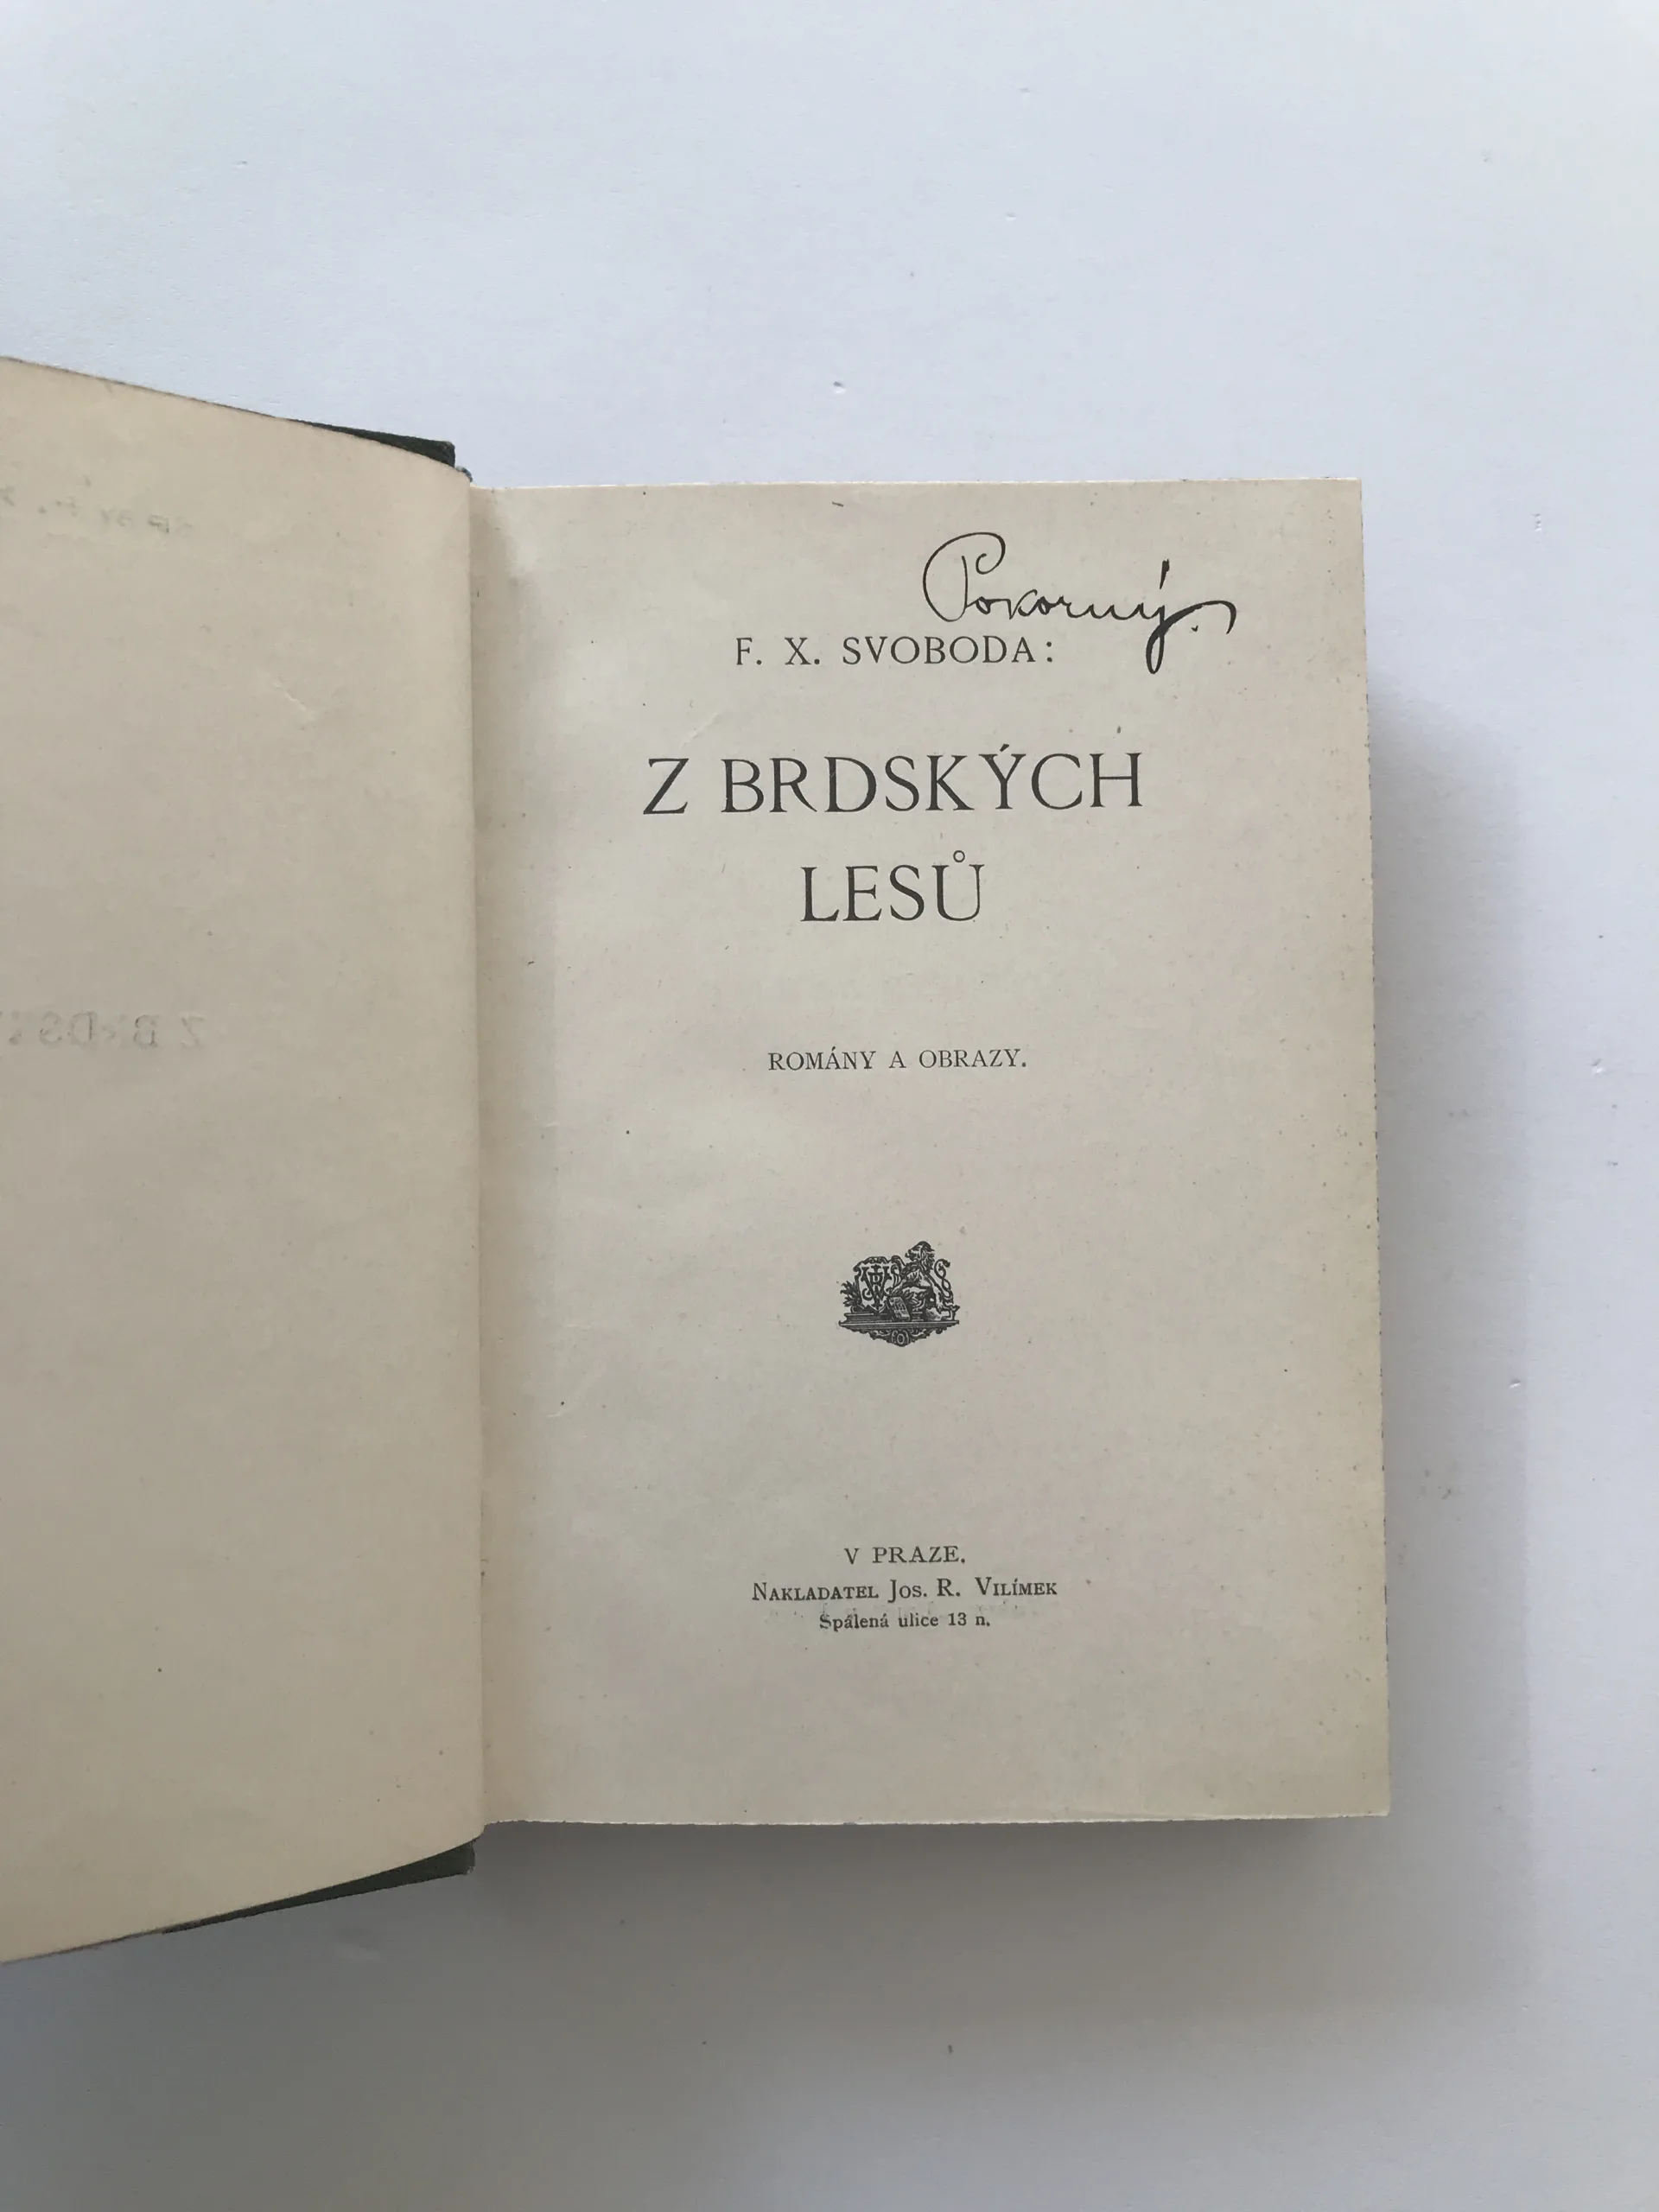 Pokorný.
F. X. SVOBODA:
Z BRDSKÝCH
LESŮ
ROMÁNY A OBRAZY.
V PRAZE.
NAKLADATEL JOS. R. VILÍMEK
Spálená ulice 13 n.